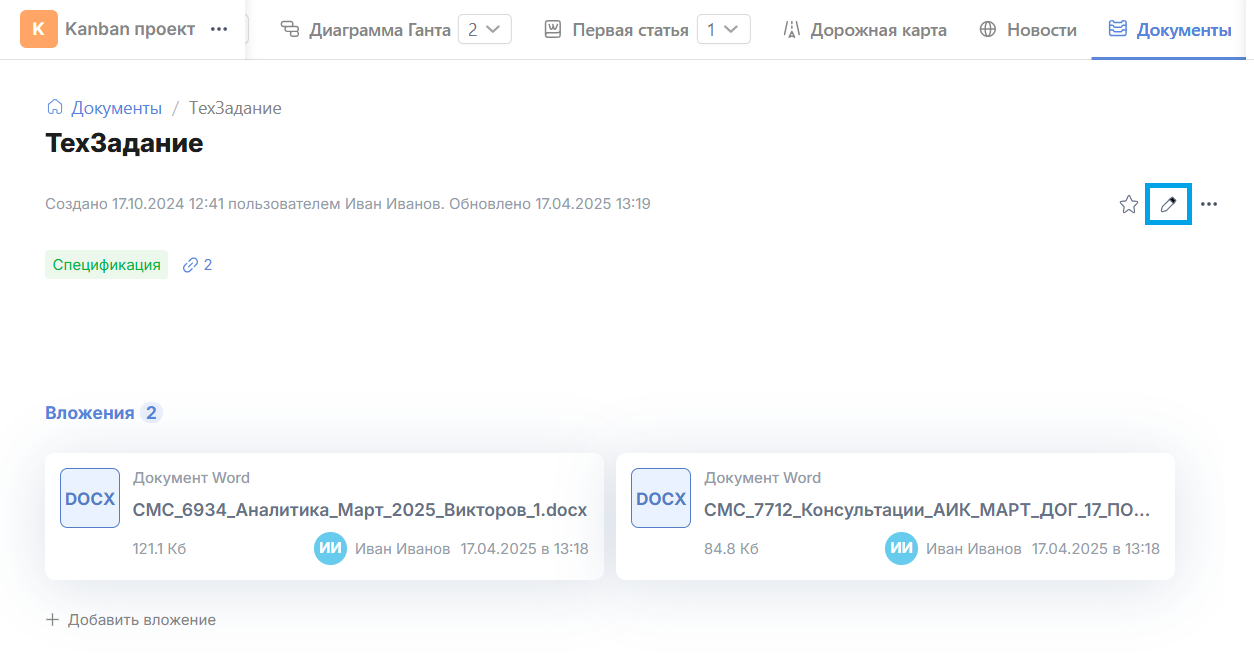 K Kanban проект ••• Диаграмма Ганта 2 Первая статья 1 Дорожная карта Новости Документы
Документы / ТехЗадание
ТехЗадание
Создано 17.10.2024 12:41 пользователем Иван Иванов. Обновлено 17.04.2025 13:19
Спецификация 2
Вложения 2
DOCX
Документ Word
СМС_6934_Аналитика_Март_2025_Викторов_1.docx
121.1 Кб ИИ Иван Иванов 17.04.2025 в 13:18
DOCX
Документ Word
СМС_7712_Консультации_АИК_МАРТ_ДОГ_17_ПО...
84.8 Кб ИИ Иван Иванов 17.04.2025 в 13:18
+ Добавить вложение